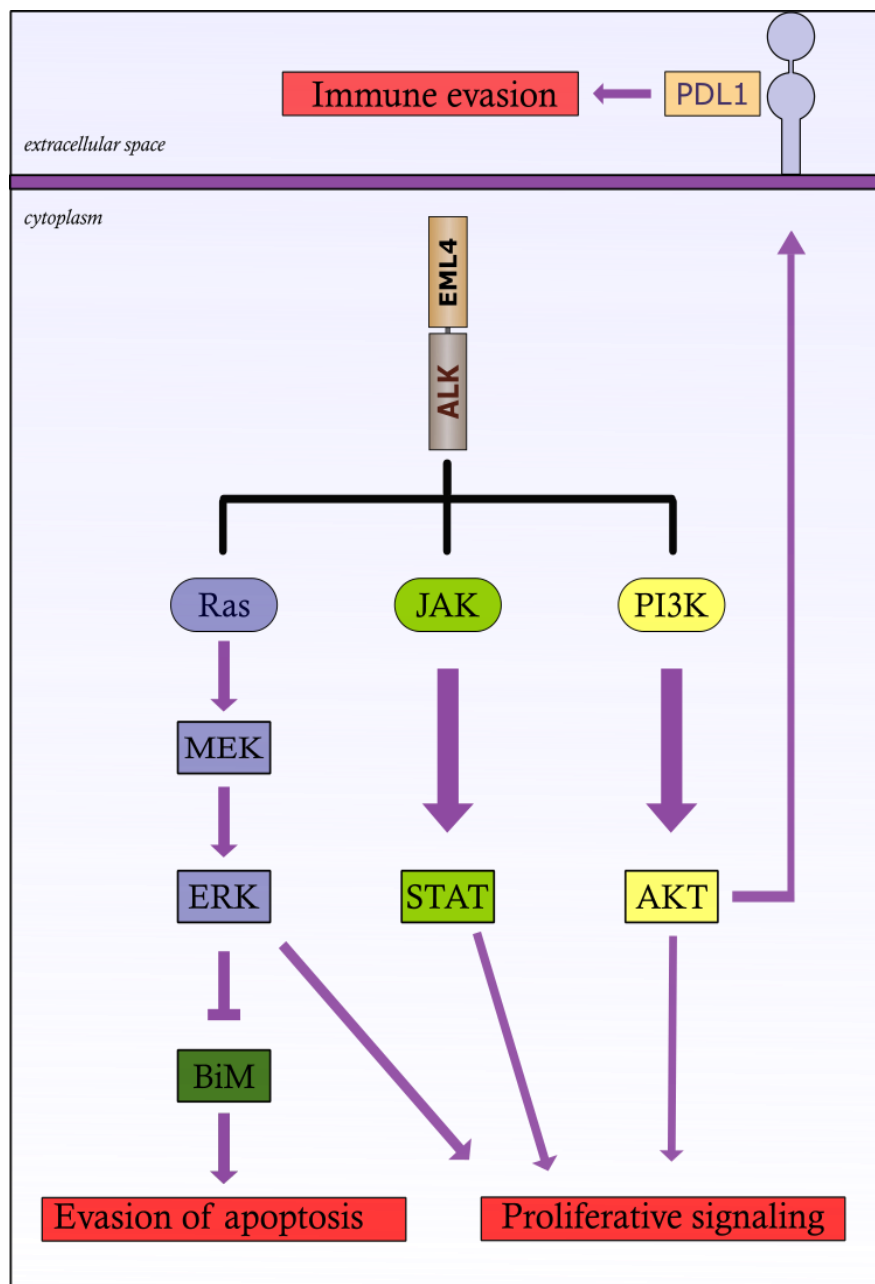 Immune evasion
PDL1
extracellular space
cytoplasm
EML4
ALK
Ras
JAK
PI3K
MEK
ERK
STAT
AKT
BiM
Evasion of apoptosis
Proliferative signaling